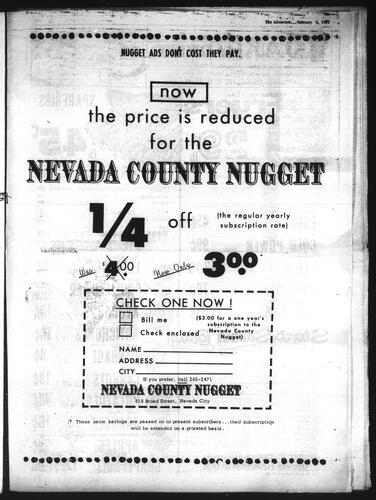 The Advertiser...February 8, 1967
NUGGET ADS DON'T COST THEY PAY.
now
the price is reduced
for the
NEVADA COUNTY NUGGET
1/4 off (the regular yearly
subscription rate)
Was 4.00 Now Only 3.00*
CHECK ONE NOW !
Bill me
Check enclosed
($3.00 for a one year's
subscription to the
Nevada County
Nugget)
NAME
ADDRESS
CITY
If you prefer, call 265-2471
NEVADA COUNTY NUGGET
318 Broad Street, Nevada City
* These same savings are passed on to present subscribers...their subscription
will be extended on a prorated basis.